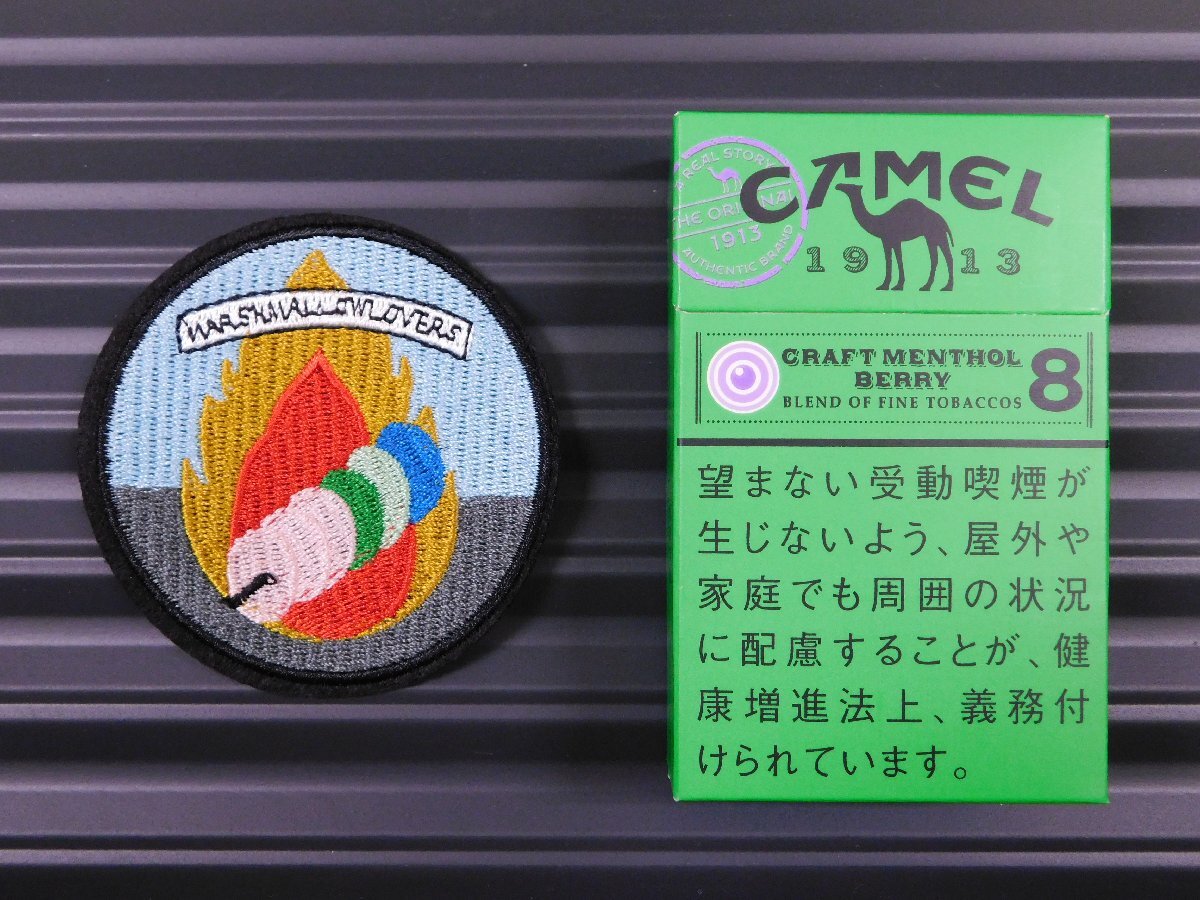 MARSHMALLOWLOVERS
A REAL STORY
THE ORIGINAL
1913
AUTHENTIC BRAND
CAMEL
1913
CRAFT MENTHOL
BERRY
BLEND OF FINE TOBACCOS
8
望まない受動喫煙が
生じないよう、屋外や
家庭でも周囲の状況
に配慮することが、健
康増進法上、義務付
けられています。